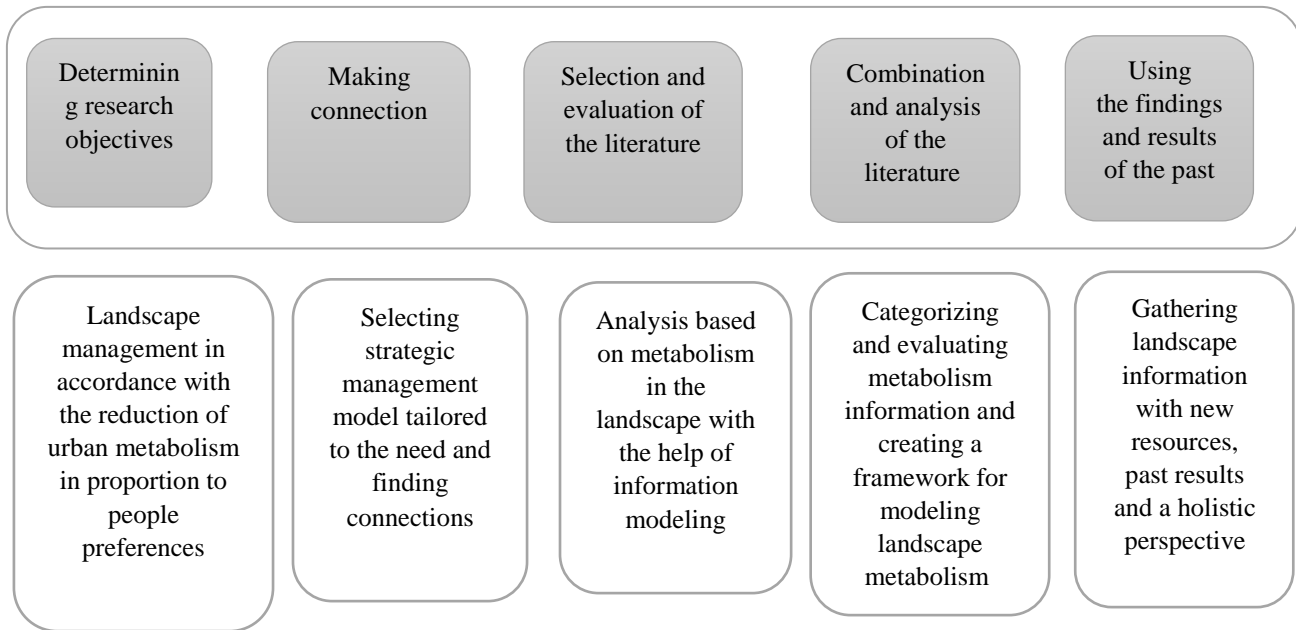 Determinin
g research
objectives
Making
connection
Selection and
evaluation of
the literature
Combination
and analysis
of the
literature
Using
the findings
and results
of the past
Landscape
management in
accordance with
the reduction of
urban metabolism
in proportion to
people
preferences
Selecting
strategic
management
model tailored
to the need and
finding
connections
Analysis based
on metabolism
in the
landscape with
the help of
information
modeling
Categorizing
and evaluating
metabolism
information and
creating a
framework for
modeling
landscape
metabolism
Gathering
landscape
information
with new
resources,
past results
and a holistic
perspective